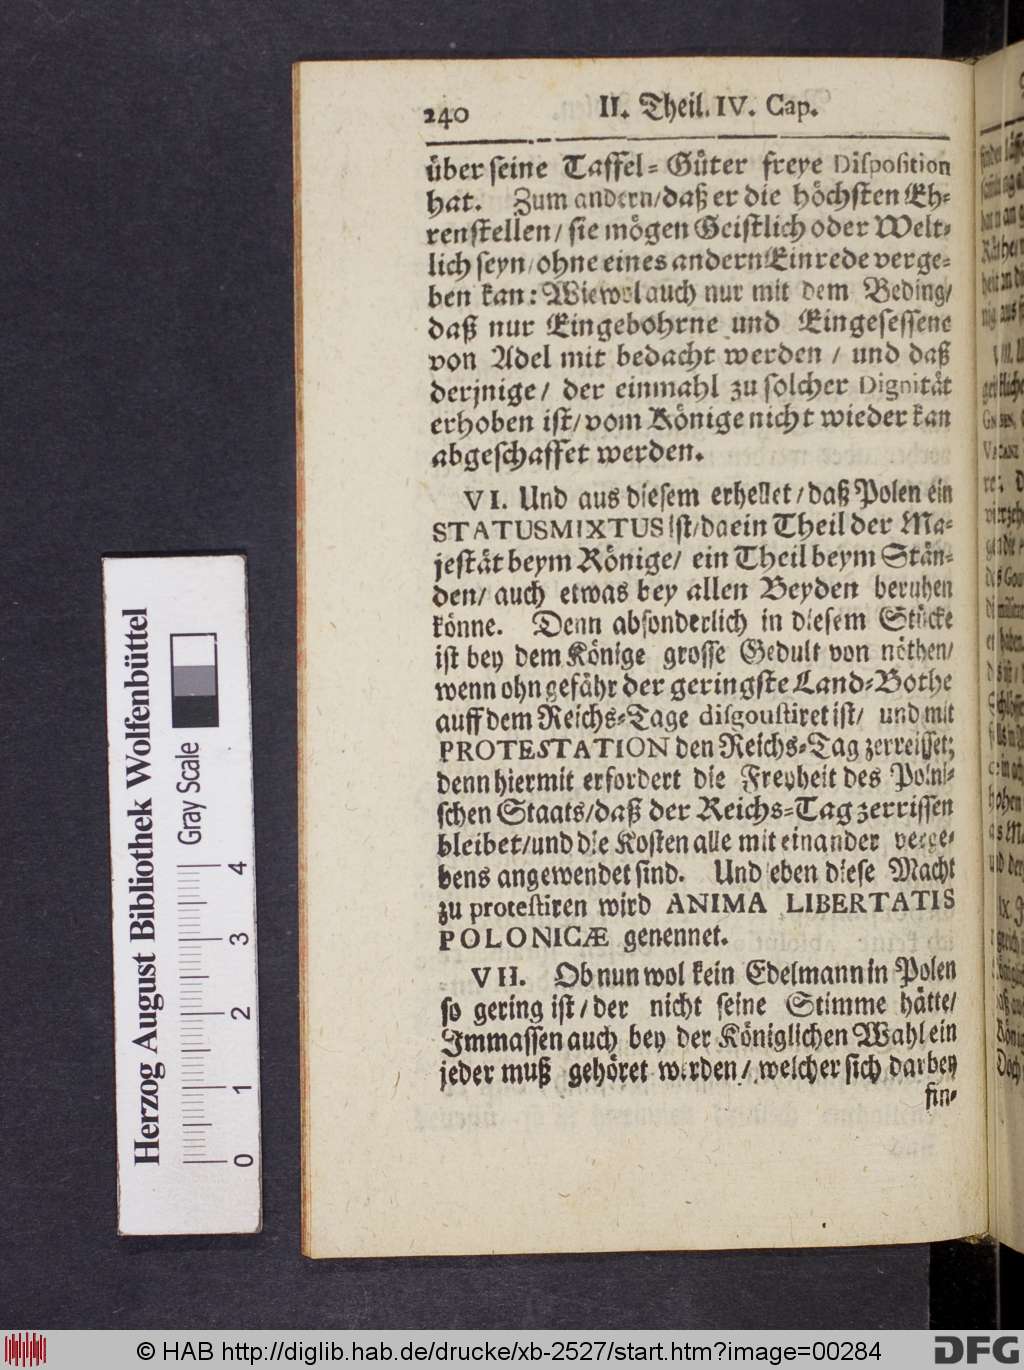 240 II. Theil. IV. Cap.
über seine Taffel-Güter freye Disposition
hat. Zum andern/daß er die höchsten Eh-
renstellen/ sie mögen Geistlich oder Welt-
lich seyn/ohne eines andern Einrede verge-
ben kan: Wiewol auch nur mit dem Beding/
daß nur Eingebohrne und Eingesessene
von Adel mit bedacht werden / und daß
derjnige/ der einmahl zu solcher Dignität
erhoben ist/vom Könige nicht wieder kan
abgeschaffet werden.
VI. Und aus diesem erhellet/daß Polen ein
STATUS MIXTUS ist/da ein Theil der Ma-
jestät beym Könige/ ein Theil beym Stän-
den/ auch etwas bey allen Beyden beruhen
könne. Denn absonderlich in diesem Stücke
ist bey dem Könige grosse Gedult von nöthen/
wenn ohngefähr der geringste Land-Bothe
auff dem Reichs-Tage disgoustiret ist/ und mit
PROTESTATION den Reichs-Tag zerreisset;
denn hiermit erfordert die Freyheit des Polni-
schen Staats/daß der Reichs-Tag zerrissen
bleibet/und die Kosten alle mit einander verge-
bens angewendet sind. Und eben diese Macht
zu protestiren wird ANIMA LIBERTATIS
POLONICÆ genennet.
VII. Ob nun wol kein Edelmann in Polen
so gering ist/der nicht seine Stimme hätte/
Immassen auch bey der Königlichen Wahl ein
jeder muß gehöret werden/ welcher sich darbey
fin-
Herzog August Bibliothek Wolfenbüttel
Gray Scale
0 1 2 3 4
© HAB http://diglib.hab.de/drucke/xb-2527/start.htm?image=00284
DFG